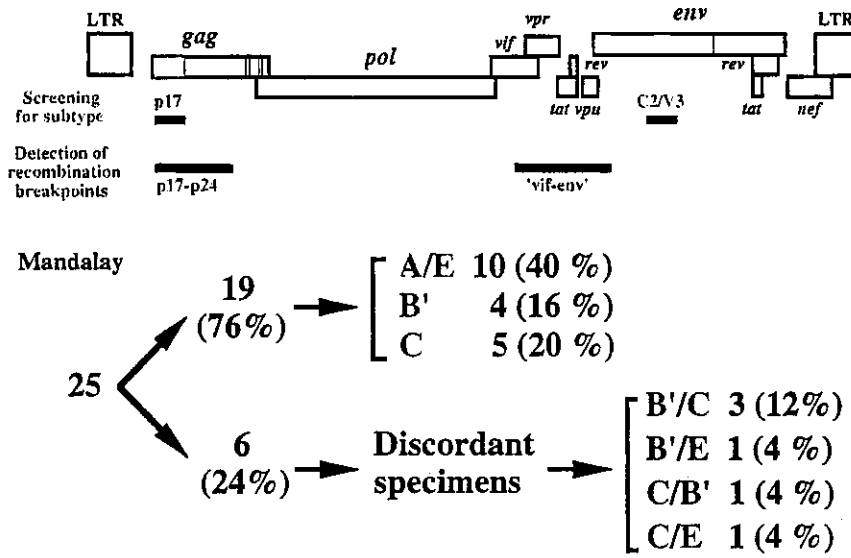 LTR
gag
pol
vif
vpr
tat
vpu
rev
env
rev
tat
nef
LTR
Screening
for subtype
p17
C2/V3
Detection of
recombination
breakpoints
p17-p24
'vif-env'
Mandalay
25
19
(76%)
A/E 10 (40 %)
B' 4 (16 %)
C 5 (20 %)
6
(24%)
Discordant
specimens
B'/C 3 (12%)
B'/E 1 (4 %)
C/B' 1 (4 %)
C/E 1 (4 %)